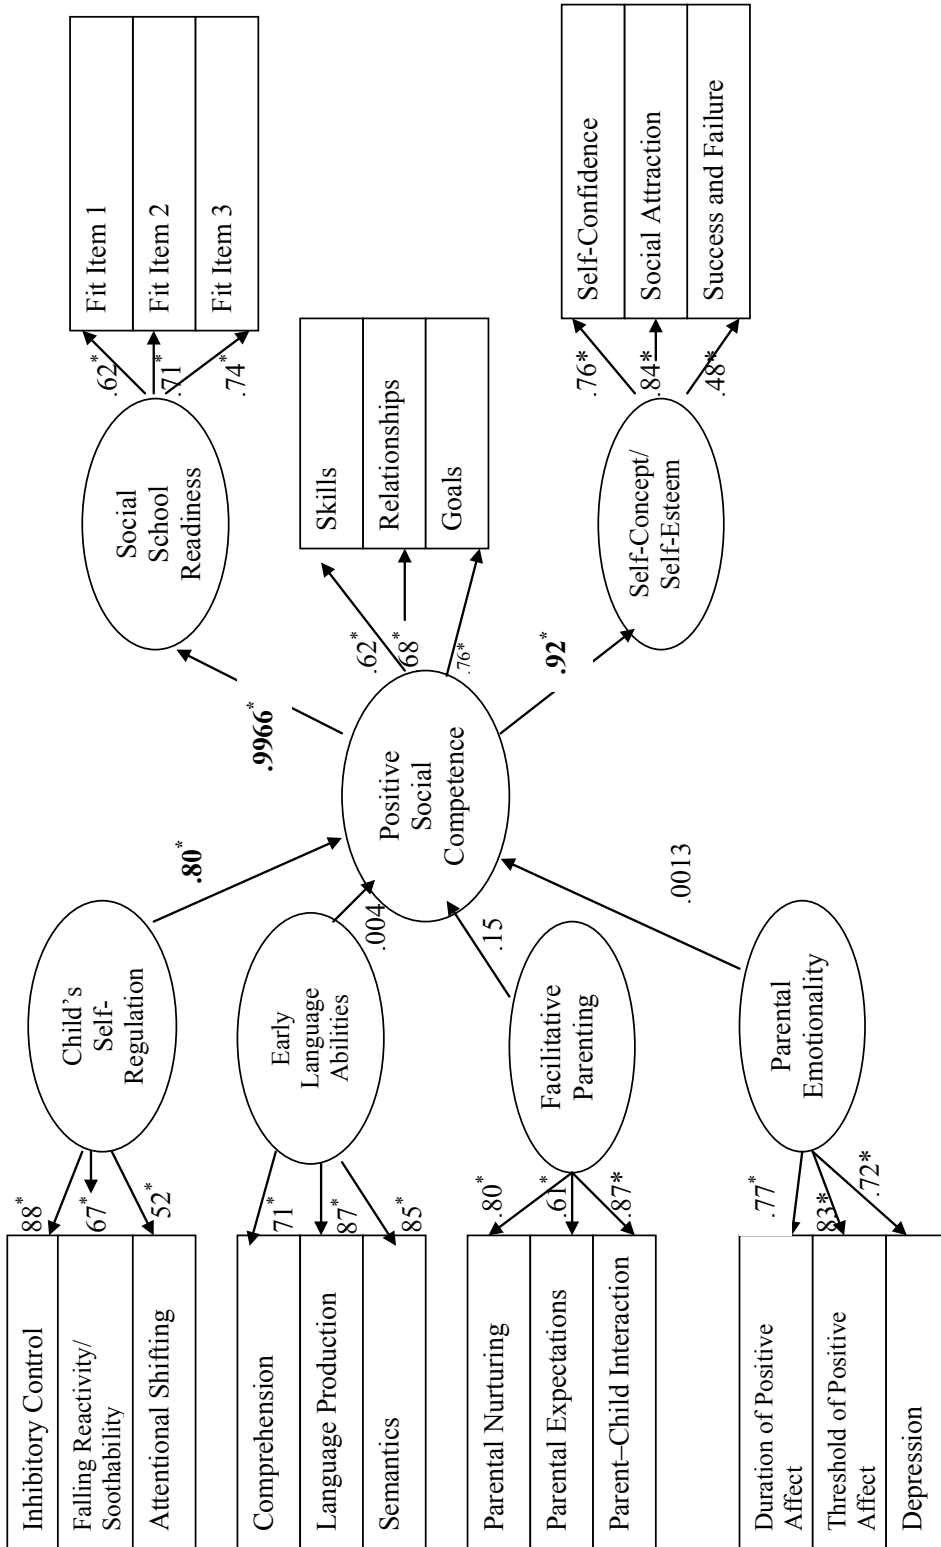 Inhibitory Control
Falling Reactivity/
Soothability
Attentional Shifting
88*
67*
52*
Child’s
Self-
Regulation
.80*
Comprehension
Language Production
Semantics
71*
87*
85*
Early
Language
Abilities
.004
Parental Nurturing
Parental Expectations
Parent–Child Interaction
.80*
.61*
.87*
Facilitative
Parenting
.15
Duration of Positive
Affect
Threshold of Positive
Affect
Depression
.77*
83*
.72*
Parental
Emotionality
.0013
Positive
Social
Competence
.9966*
Social
School
Readiness
.62*
.71*
.74*
Fit Item 1
Fit Item 2
Fit Item 3
.62*
68*
.76*
Skills
Relationships
Goals
.92*
Self-Concept/
Self-Esteem
.76*
.84*
.48*
Self-Confidence
Social Attraction
Success and Failure